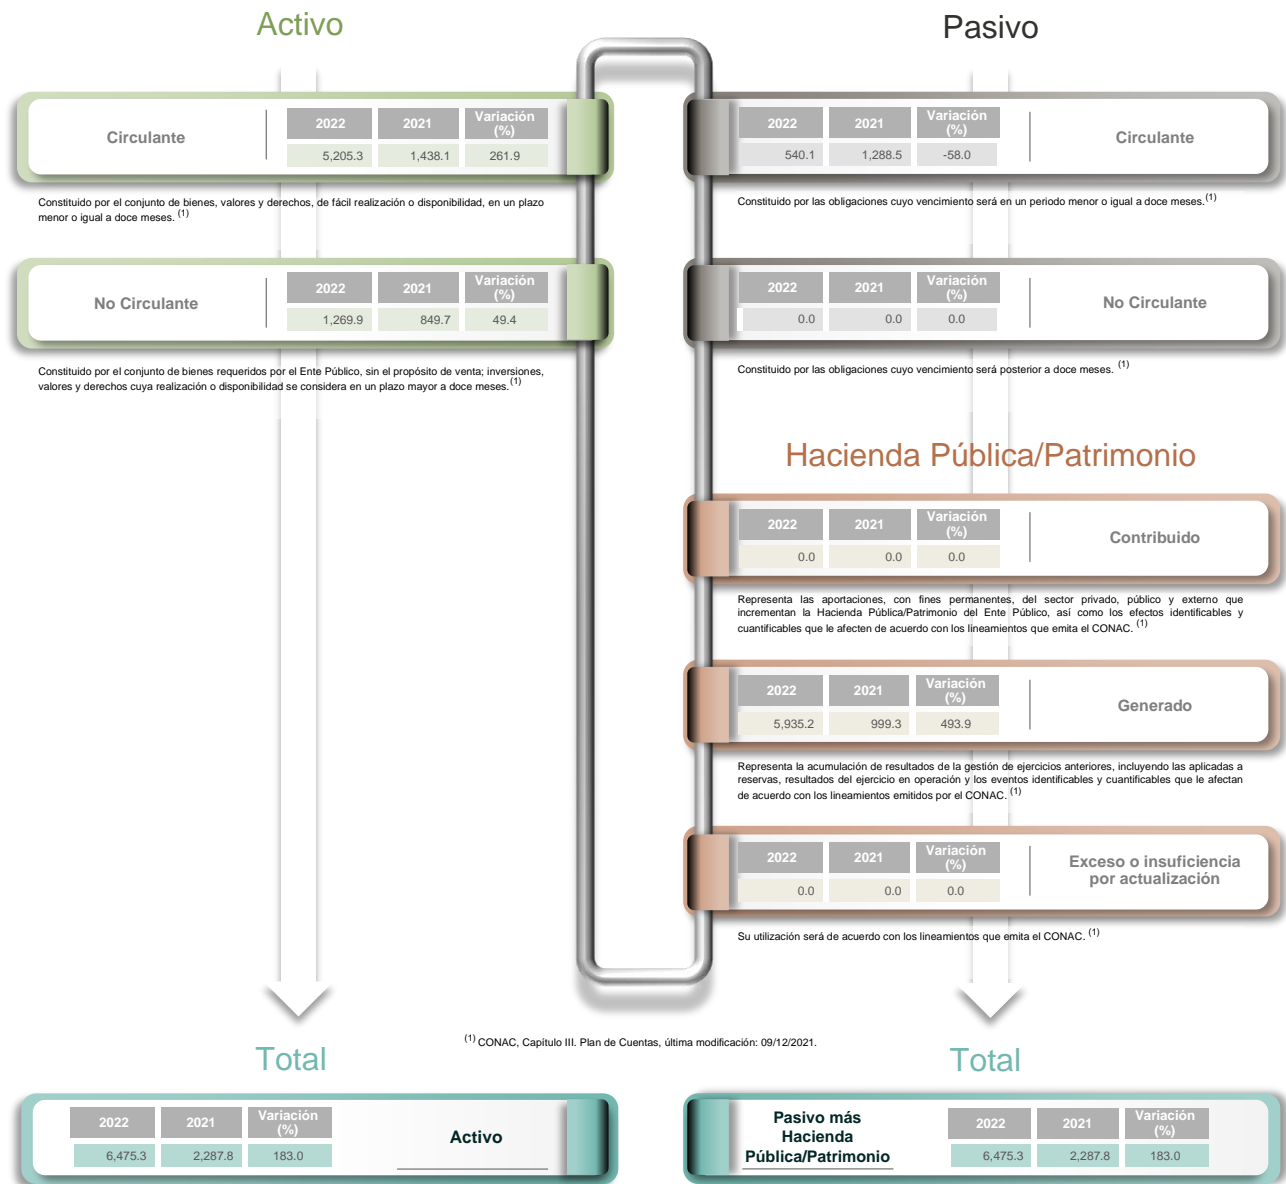 Activo
Circulante
2022 2021 Variación (%)
5,205.3 1,438.1 261.9
Constituido por el conjunto de bienes, valores y derechos, de fácil realización o disponibilidad, en un plazo
menor o igual a doce meses. (1)
No Circulante
2022 2021 Variación (%)
1,269.9 849.7 49.4
Constituido por el conjunto de bienes requeridos por el Ente Público, sin el propósito de venta; inversiones,
valores y derechos cuya realización o disponibilidad se considera en un plazo mayor a doce meses. (1)
Pasivo
2022 2021 Variación (%)
540.1 1,288.5 -58.0
Circulante
Constituido por las obligaciones cuyo vencimiento será en un periodo menor o igual a doce meses. (1)
2022 2021 Variación (%)
0.0 0.0 0.0
No Circulante
Constituido por las obligaciones cuyo vencimiento será posterior a doce meses. (1)
Hacienda Pública/Patrimonio
2022 2021 Variación (%)
0.0 0.0 0.0
Contribuido
Representa las aportaciones, con fines permanentes, del sector privado, público y externo que
incrementan la Hacienda Pública/Patrimonio del Ente Público, así como los efectos identificables y
cuantificables que le afecten de acuerdo con los lineamientos que emita el CONAC. (1)
2022 2021 Variación (%)
5,935.2 999.3 493.9
Generado
Representa la acumulación de resultados de la gestión de ejercicios anteriores, incluyendo las aplicadas a
reservas, resultados del ejercicio en operación y los eventos identificables y cuantificables que le afectan
de acuerdo con los lineamientos emitidos por el CONAC. (1)
2022 2021 Variación (%)
0.0 0.0 0.0
Exceso o insuficiencia
por actualización
Su utilización será de acuerdo con los lineamientos que emita el CONAC. (1)
(1) CONAC, Capítulo III. Plan de Cuentas, última modificación: 09/12/2021.
Total
2022 2021 Variación (%)
6,475.3 2,287.8 183.0
Activo
Total
Pasivo más
Hacienda
Pública/Patrimonio
2022 2021 Variación (%)
6,475.3 2,287.8 183.0